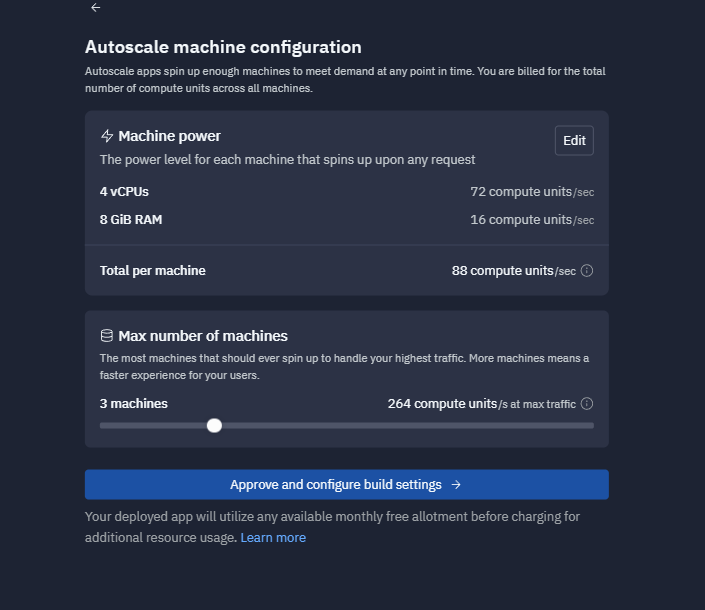 Autoscale machine configuration
Autoscale apps spin up enough machines to meet demand at any point in time. You are billed for the total
number of compute units across all machines.
Machine power
Edit
The power level for each machine that spins up upon any request
4 vCPUs 72 compute units/sec
8 GiB RAM 16 compute units/sec
Total per machine 88 compute units/sec
Max number of machines
The most machines that should ever spin up to handle your highest traffic. More machines means a
faster experience for your users.
3 machines 264 compute units/s at max traffic
Approve and configure build settings →
Your deployed app will utilize any available monthly free allotment before charging for
additional resource usage. Learn more